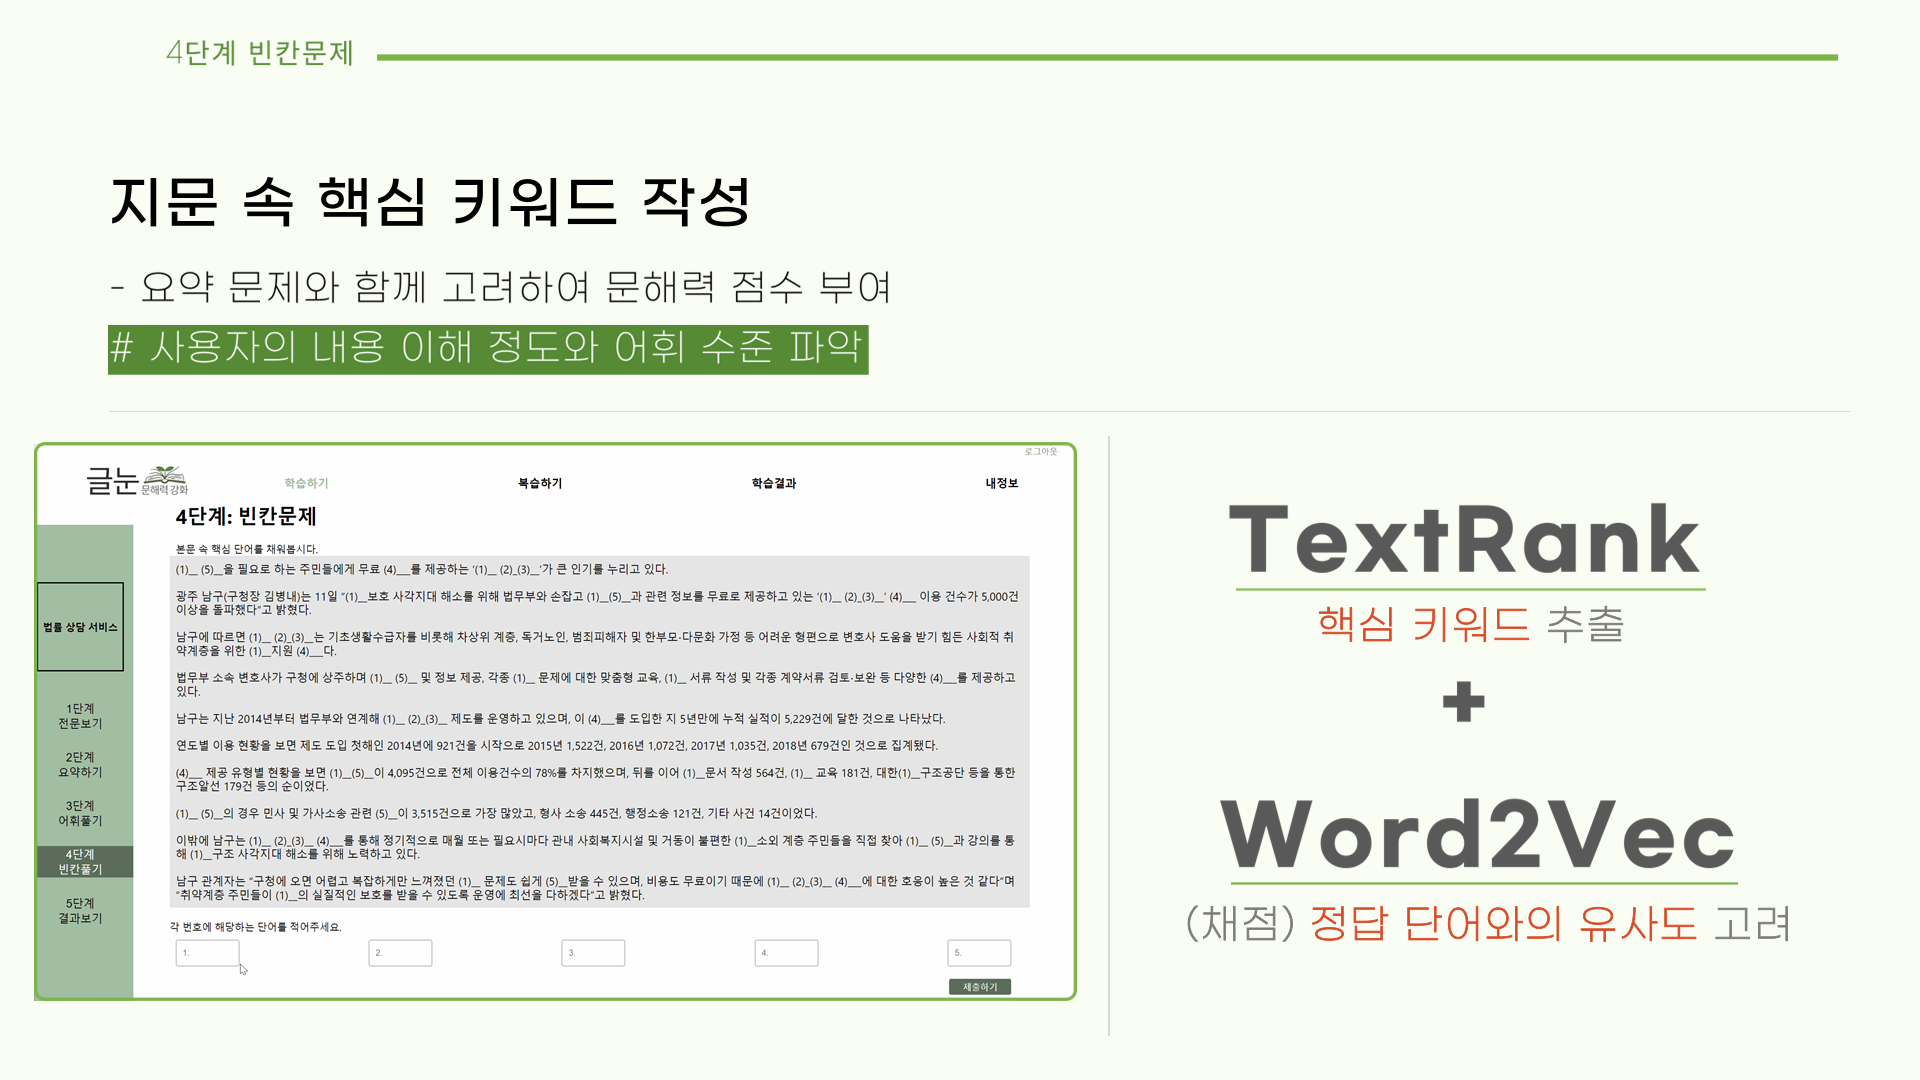 4단계 빈칸문제
지문 속 핵심 키워드 작성
- 요약 문제와 함께 고려하여 문해력 점수 부여
# 사용자의 내용 이해 정도와 어휘 수준 파악
로그아웃
글눈 문해력 강화
학습하기 복습하기 학습결과 내정보
4단계: 빈칸문제
본문 속 핵심 단어를 채워봅시다.
(1)__ (5)__을 필요로 하는 주민들에게 무료 (4)___를 제공하는 '(1)__ (2)_(3)__'가 큰 인기를 누리고 있다.
광주 남구(구청장 김병내)는 11일 "(1)__보호 사각지대 해소를 위해 법무부와 손잡고 (1)__(5)__과 관련 정보를 무료로 제공하고 있는 '(1)__ (2)_(3)__' (4)___ 이용 건수가 5,000건
이상을 돌파했다"고 밝혔다.
남구에 따르면 (1)__ (2)_(3)__는 기초생활수급자를 비롯해 차상위 계층, 독거노인, 범죄피해자 및 한부모·다문화 가정 등 어려운 형편으로 변호사 도움을 받기 힘든 사회적 취
약계층을 위한 (1)__지원 (4)___다.
법무부 소속 변호사가 구청에 상주하며 (1)__ (5)__ 및 정보 제공, 각종 (1)__ 문제에 대한 맞춤형 교육, (1)__ 서류 작성 및 각종 계약서류 검토·보완 등 다양한 (4)___를 제공하고
있다.
남구는 지난 2014년부터 법무부와 연계해 (1)__ (2)_(3)__ 제도를 운영하고 있으며, 이 (4)___를 도입한 지 5년만에 누적 실적이 5,229건에 달한 것으로 나타났다.
연도별 이용 현황을 보면 제도 도입 첫해인 2014년에 921건을 시작으로 2015년 1,522건, 2016년 1,072건, 2017년 1,035건, 2018년 679건인 것으로 집계됐다.
(4)___ 제공 유형별 현황을 보면 (1)__(5)__이 4,095건으로 전체 이용건수의 78%를 차지했으며, 뒤를 이어 (1)__문서 작성 564건, (1)__ 교육 181건, 대한(1)__구조공단 등을 통한
구조알선 179건 등의 순이었다.
(1)__ (5)__의 경우 민사 및 가사소송 관련 (5)__이 3,515건으로 가장 많았고, 형사 소송 445건, 행정소송 121건, 기타 사건 14건이었다.
이밖에 남구는 (1)__ (2)_(3)__ (4)___를 통해 정기적으로 매월 또는 필요시마다 관내 사회복지시설 및 거동이 불편한 (1)__소외 계층 주민들을 직접 찾아 (1)__ (5)__과 강의를 통
해 (1)__구조 사각지대 해소를 위해 노력하고 있다.
남구 관계자는 "구청에 오면 어렵고 복잡하게만 느껴졌던 (1)__ 문제도 쉽게 (5)__받을 수 있으며, 비용도 무료이기 때문에 (1)__ (2)_(3)__ (4)___에 대한 호응이 높은 것 같다"며
"취약계층 주민들이 (1)__의 실질적인 보호를 받을 수 있도록 운영에 최선을 다하겠다"고 밝혔다.
각 번호에 해당하는 단어를 적어주세요.
1. 2. 3. 4. 5.
제출하기
법률 상담 서비스
1단계
전문보기
2단계
요약하기
3단계
어휘풀기
4단계
빈칸풀기
5단계
결과보기
TextRank
핵심 키워드 추출
+
Word2Vec
(채점) 정답 단어와의 유사도 고려